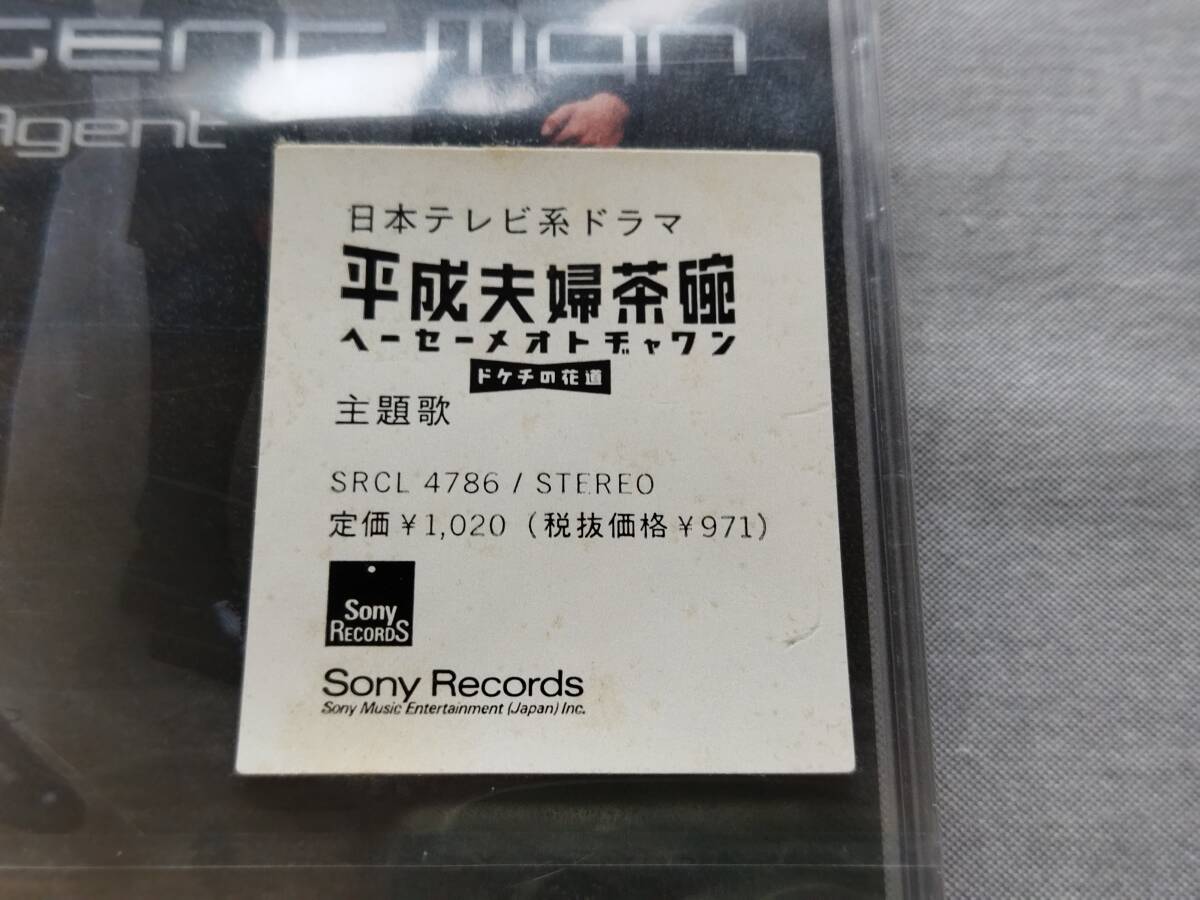 Man
Agent
日本テレビ系ドラマ
平成夫婦茶碗
ヘーセーメオトヂャワン
ドケチの花道
主題歌
SRCL 4786 / STEREO
定価¥1,020(税抜価格¥971)
Sony
RECORDS
Sony Records
Sony Music Entertainment (Japan) Inc.